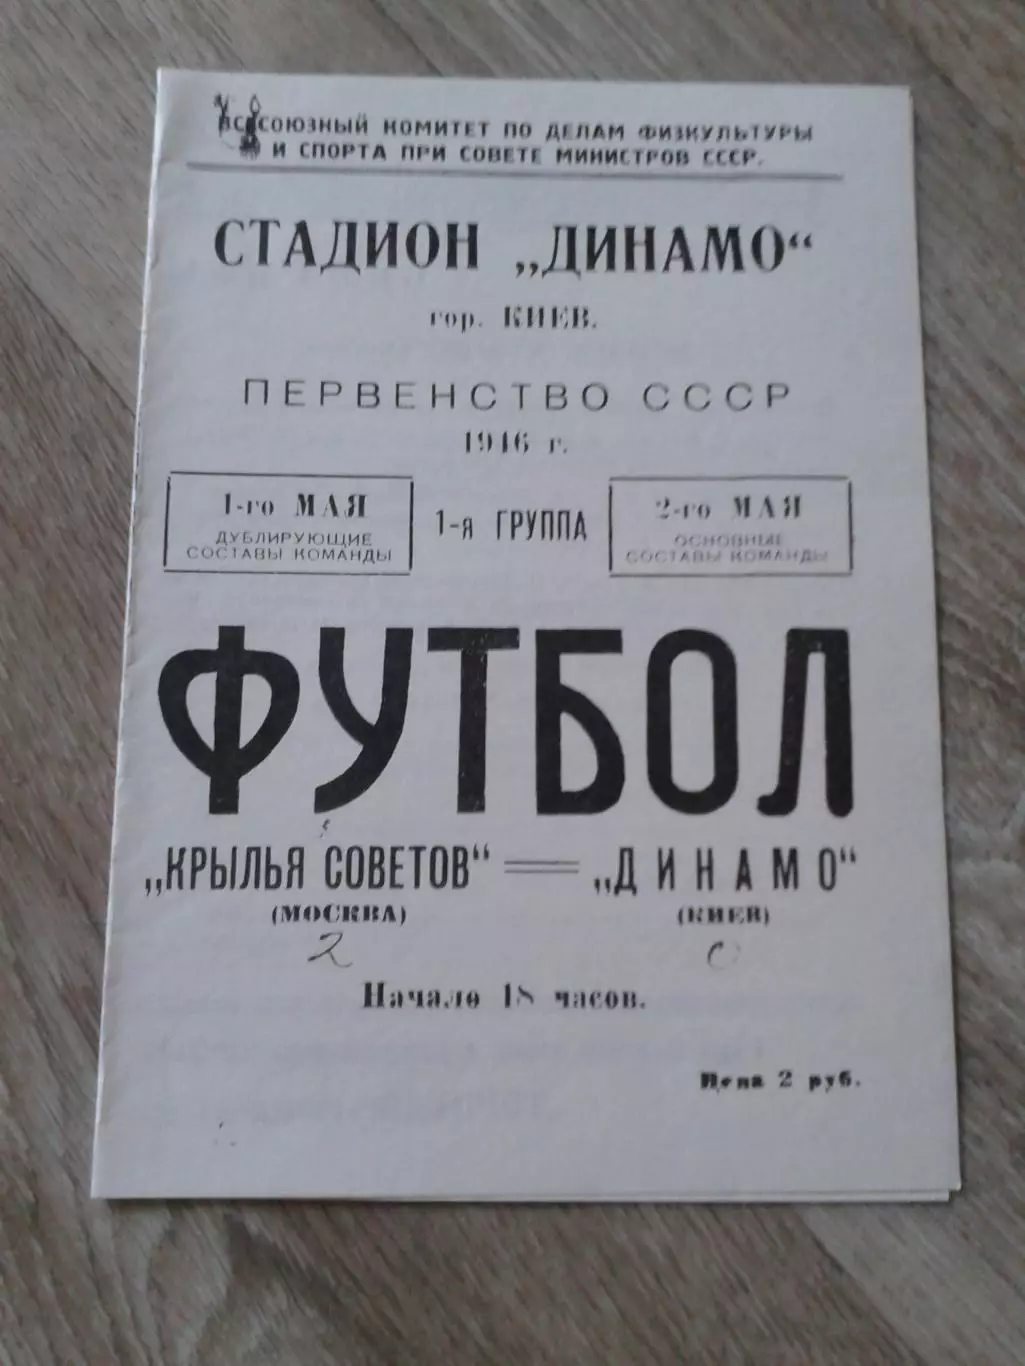 ВСЕСОЮЗНЫЙ КОМИТЕТ ПО ДЕЛАМ ФИЗКУЛЬТУРЫ
И СПОРТА ПРИ СОВЕТЕ МИНИСТРОВ СССР.
СТАДИОН „ДИНАМО“
гор. КИЕВ.
ПЕРВЕНСТВО СССР
1946 г.
1-го МАЯ
ДУБЛИРУЮЩИЕ
СОСТАВЫ КОМАНДЫ
1-я ГРУППА
2-го МАЯ
ОСНОВНЫЕ
СОСТАВЫ КОМАНДЫ
ФУТБОЛ
„КРЫЛЬЯ СОВЕТОВ“ = „ДИНАМО“
(МОСКВА) (КИЕВ)
2 0
Начало 18 часов.
Цена 2 руб.